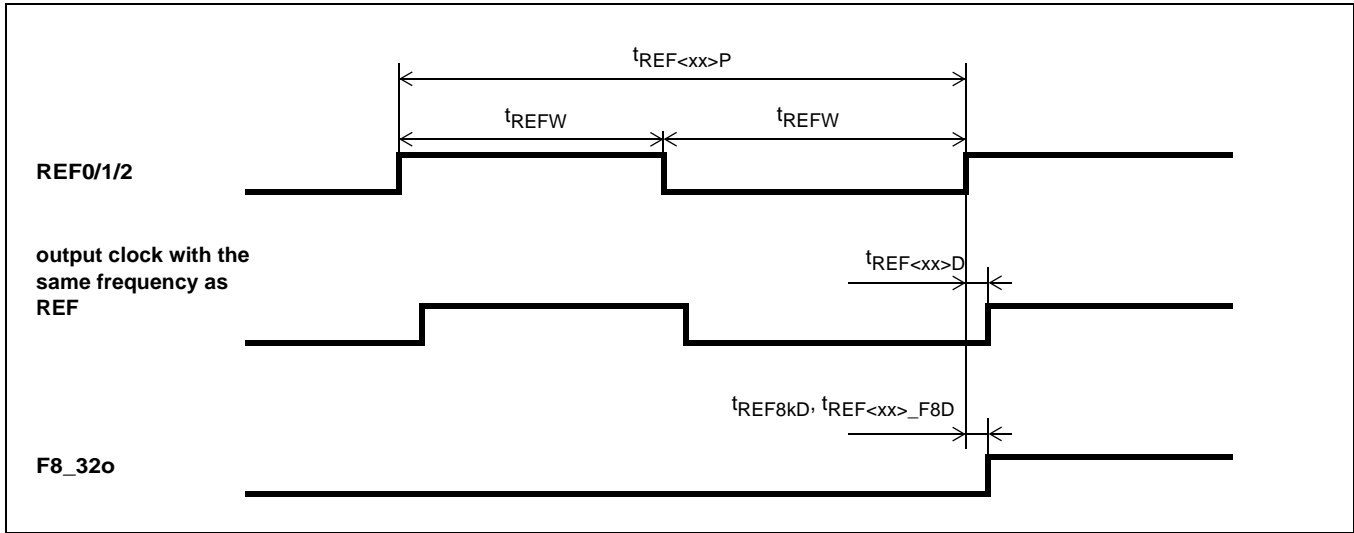 tREF<xx>P
tREFW tREFW
REF0/1/2
output clock with the
same frequency as
REF
tREF<xx>D
tREF8kD, tREF<xx>_F8D
F8_32o